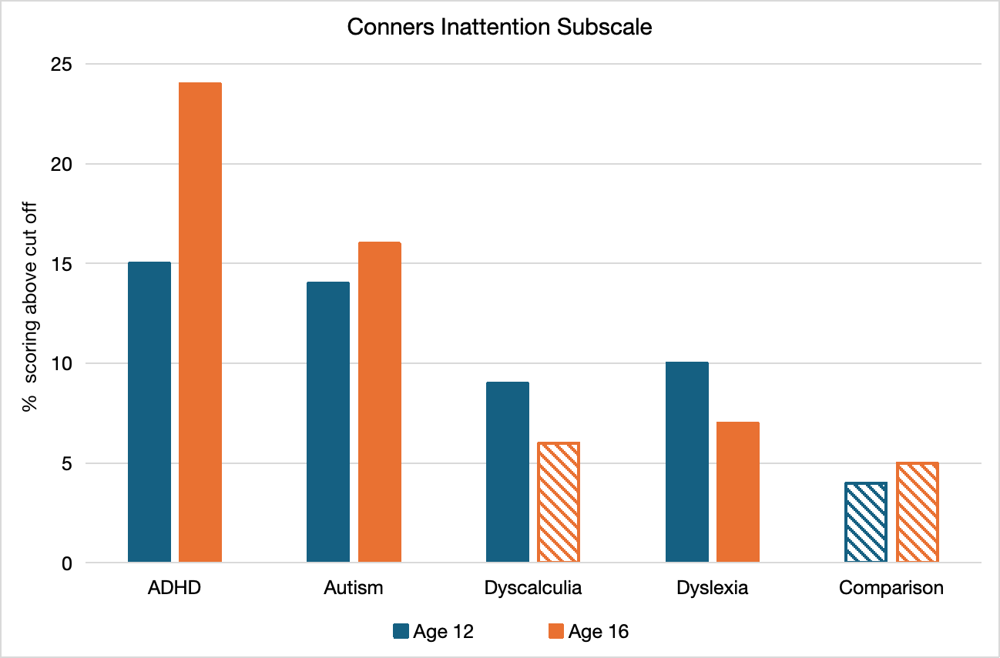 Conners Inattention Subscale
25
20
15
10
5
0
% scoring above cut off
ADHD Autism Dyscalculia Dyslexia Comparison
Age 12 Age 16